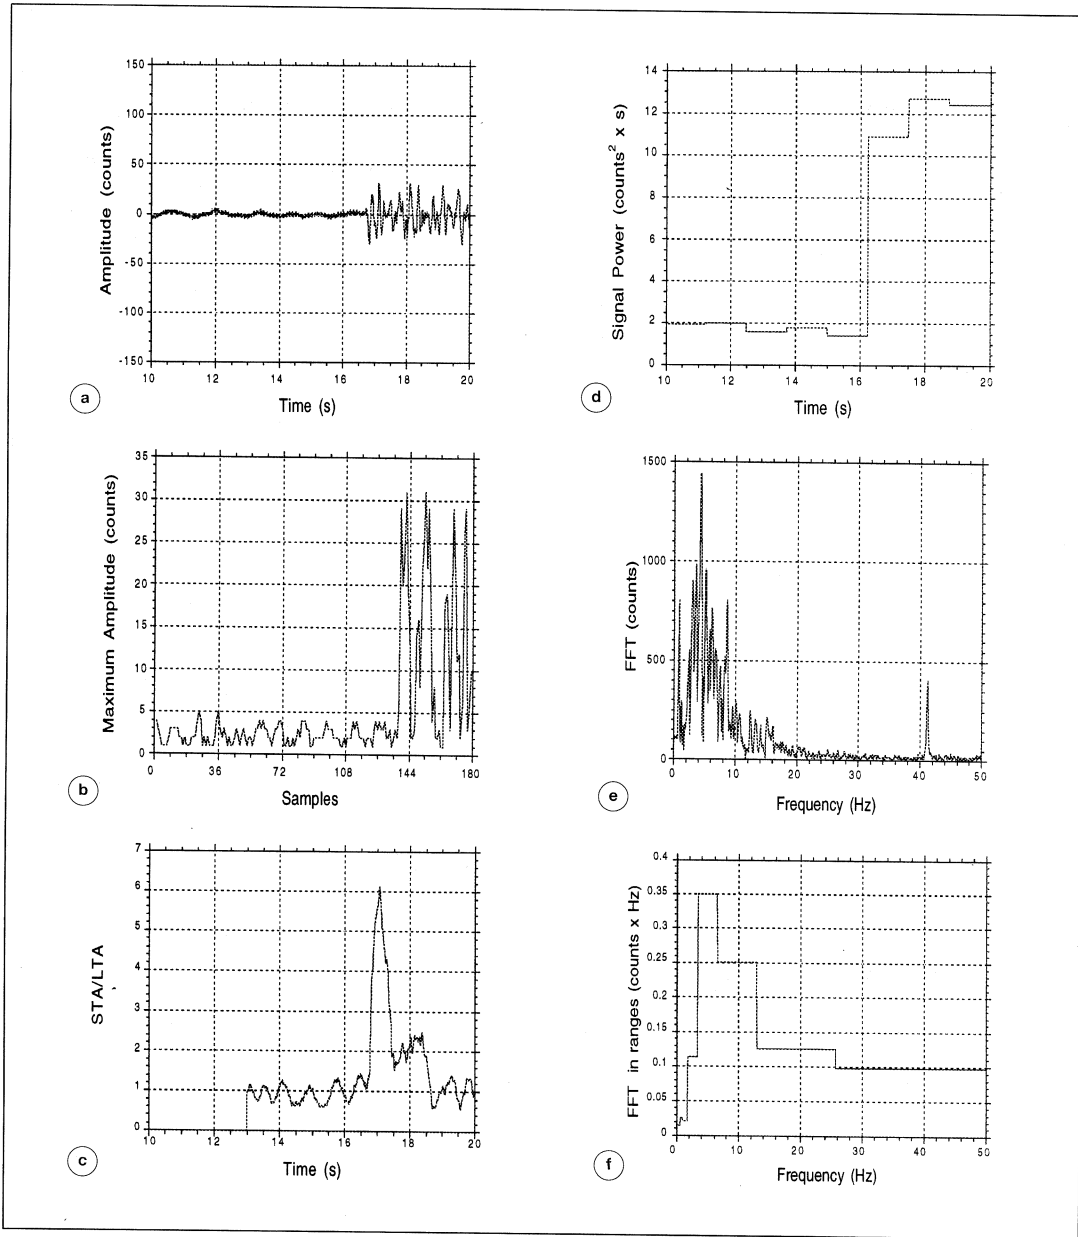 150
100
50
0
-50
-100
-150
10 12 14 16 18 20
Amplitude (counts)
Time (s)
a
14
12
10
8
6
4
2
0
10 12 14 16 18 20
Signal Power (counts² x s)
Time (s)
d
35
30
25
20
15
10
5
0
0 36 72 108 144 180
Maximum Amplitude (counts)
Samples
b
1500
1000
500
0
0 10 20 30 40 50
FFT (counts)
Frequency (Hz)
e
7
6
5
4
3
2
1
0
10 12 14 16 18 20
STA/LTA
Time (s)
c
0.4
0.35
0.3
0.25
0.2
0.15
0.1
0.05
0
0 10 20 30 40 50
FFT in ranges (counts x Hz)
Frequency (Hz)
f